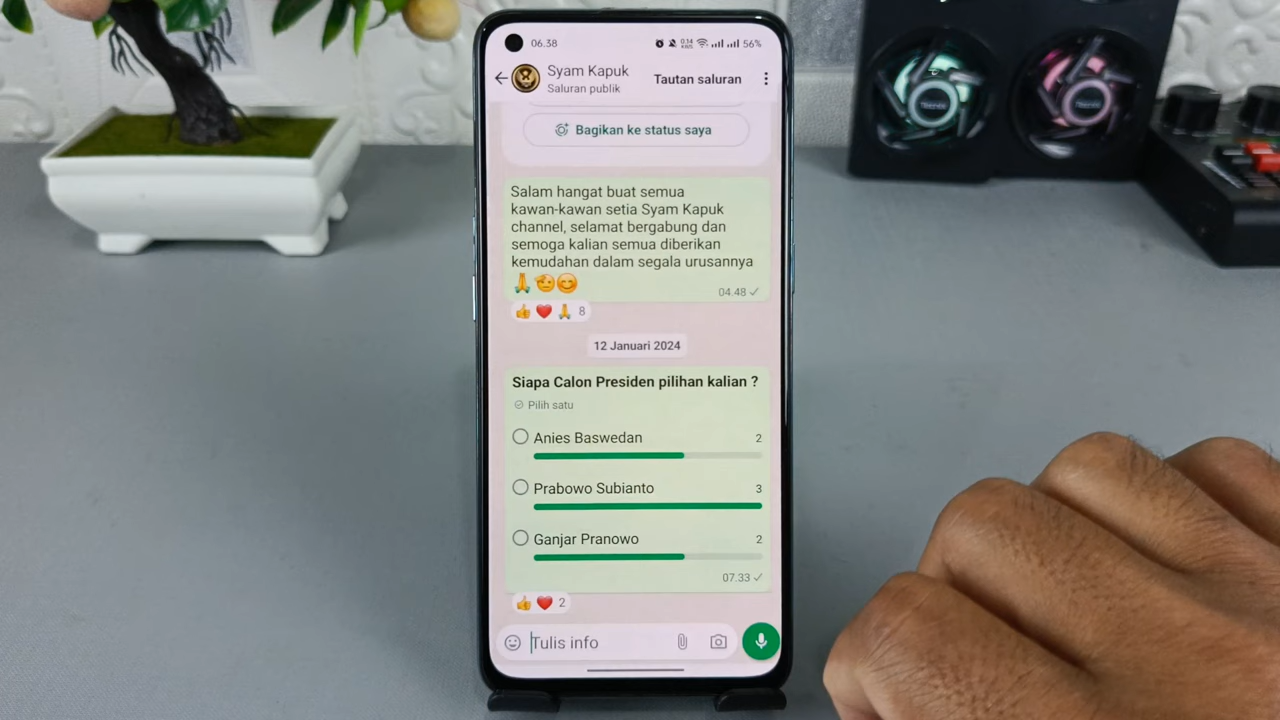 06.38
0.14
KB/S
56%
Syam Kapuk
Saluran publik
Tautan saluran
Bagikan ke status saya
Salam hangat buat semua
kawan-kawan setia Syam Kapuk
channel, selamat bergabung dan
semoga kalian semua diberikan
kemudahan dalam segala urusannya
🙏🫡😊
04.48 ✓
👍❤️🙏 8
12 Januari 2024
Siapa Calon Presiden pilihan kalian ?
Pilih satu
Anies Baswedan 2
Prabowo Subianto 3
Ganjar Pranowo 2
07.33 ✓
👍❤️ 2
Tulis info